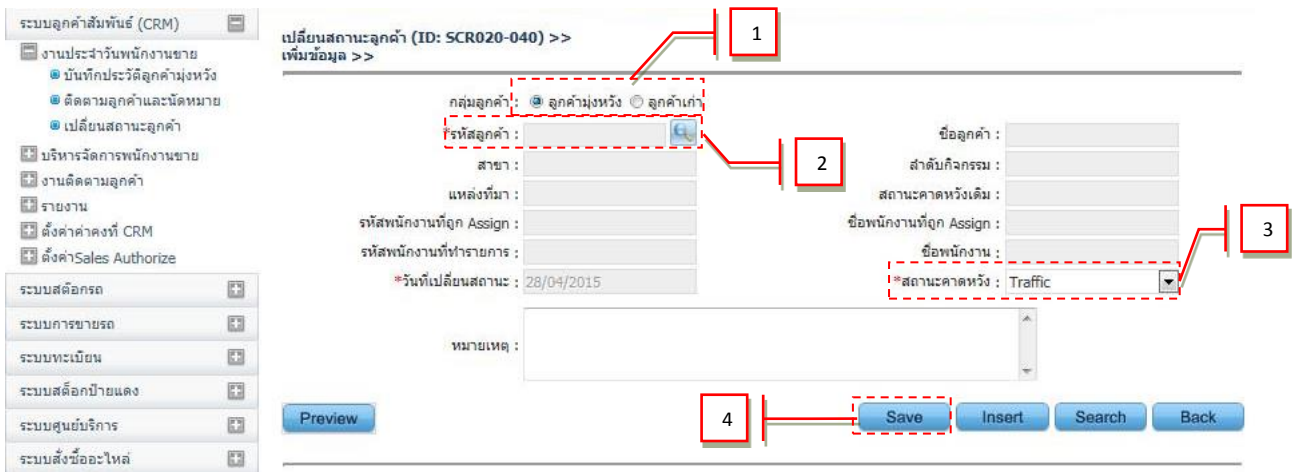 ระบบลูกค้าสัมพันธ์ (CRM)
งานประจำวันพนักงานขาย
บันทึกประวัติลูกค้ามุ่งหวัง
ติดตามลูกค้าและนัดหมาย
เปลี่ยนสถานะลูกค้า
บริหารจัดการพนักงานขาย
งานติดตามลูกค้า
รายงาน
ตั้งค่าค่าคงที่ CRM
ตั้งค่าSales Authorize
ระบบสต๊อกรถ
ระบบการขายรถ
ระบบทะเบียน
ระบบสต็อกป้ายแดง
ระบบศูนย์บริการ
ระบบสั่งซื้ออะไหล่
เปลี่ยนสถานะลูกค้า (ID: SCR020-040) >>
เพิ่มข้อมูล >>
1
กลุ่มลูกค้า : ลูกค้ามุ่งหวัง ลูกค้าเก่า
*รหัสลูกค้า : ชื่อลูกค้า :
2
สาขา : ลำดับกิจกรรม :
แหล่งที่มา : สถานะคาดหวังเดิม :
รหัสพนักงานที่ถูก Assign : ชื่อพนักงานที่ถูก Assign :
3
รหัสพนักงานที่ทำรายการ : ชื่อพนักงาน :
*วันที่เปลี่ยนสถานะ : 28/04/2015 *สถานะคาดหวัง : Traffic
หมายเหตุ :
Preview 4 Save Insert Search Back